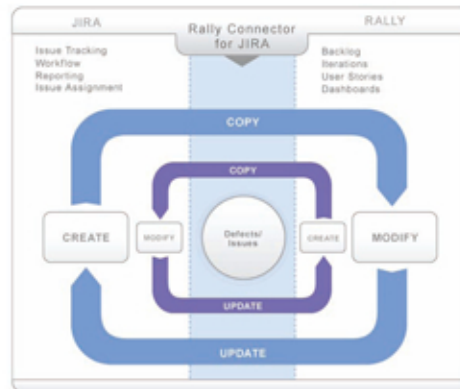 JIRA
Rally Connector
for JIRA
RALLY
Issue Tracking
Workflow
Reporting
Issue Assignment
Backlog
Iterations
User Stories
Dashboards
COPY
COPY
CREATE
MODIFY
Defects/
Issues
CREATE
MODIFY
UPDATE
UPDATE